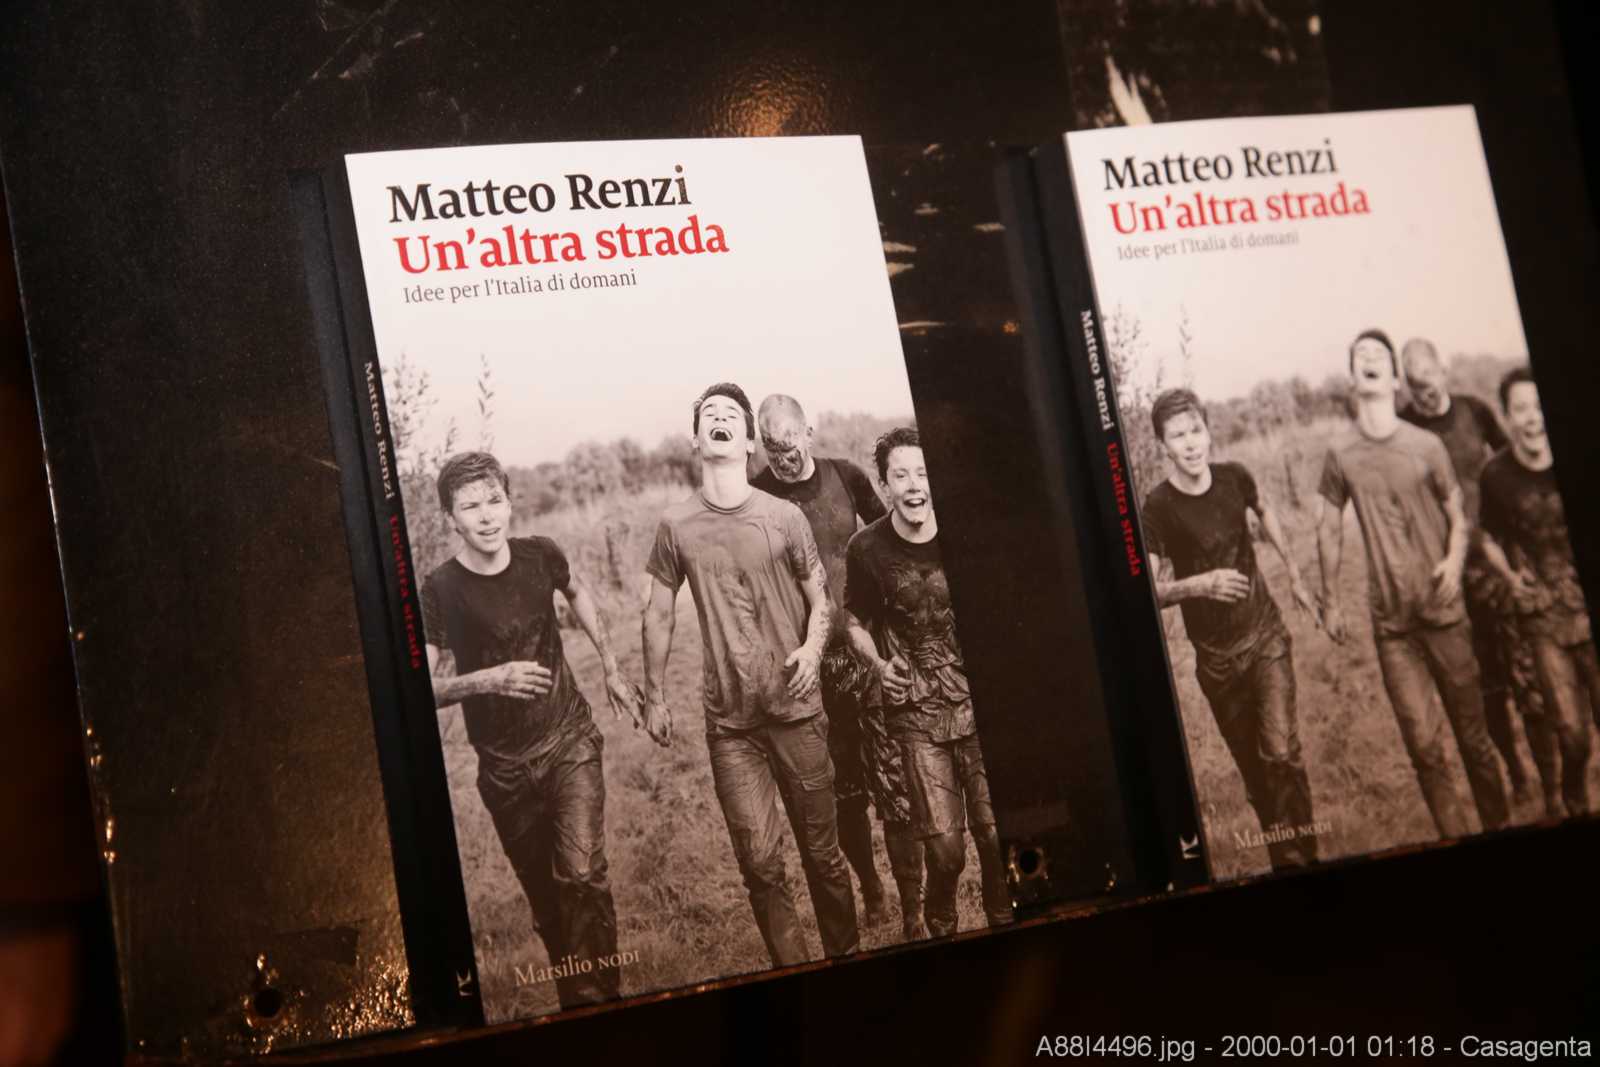 Matteo Renzi
Un'altra strada
Idee per l'Italia di domani
Matteo Renzi Un'altra strada
Marsilio NODI
Matteo Renzi
Un'altra strada
Idee per l'Italia di domani
Matteo Renzi Un'altra strada
Marsilio NODI
A88I4496.jpg - 2000-01-01 01:18 - Casagenta